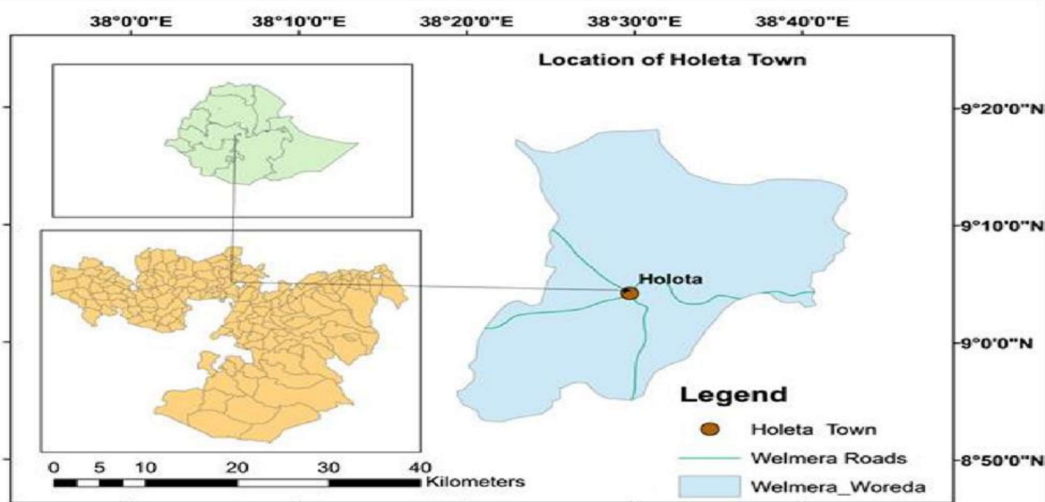 38°0'0"E 38°10'0"E 38°20'0"E 38°30'0"E 38°40'0"E
Location of Holeta Town
9°20'0"N
9°10'0"N
Holota
9°0'0"N
Legend
Holeta Town
Welmera Roads
8°50'0"N
Welmera_Woreda
0 5 10 20 30 40
Kilometers